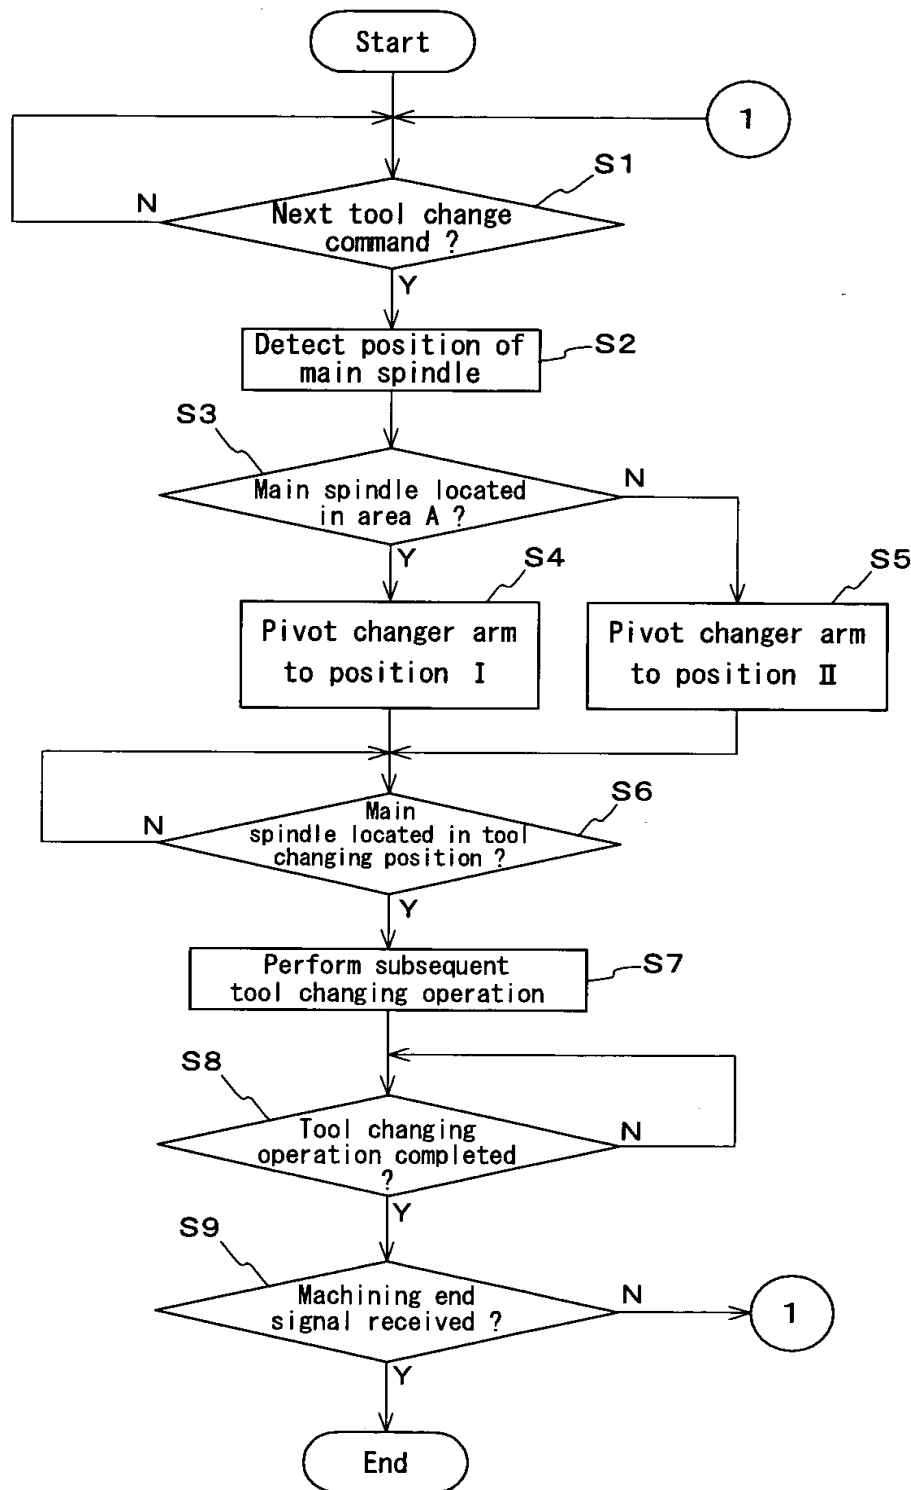 Start
1
S1
N
Next tool change
command ?
Y
Detect position of
main spindle
S2
S3
N
Main spindle located
in area A ?
Y
S4
S5
Pivot changer arm
to position I
Pivot changer arm
to position II
S6
N
Main
spindle located in tool
changing position ?
Y
Perform subsequent
tool changing operation
S7
S8
Tool changing
operation completed
?
N
Y
S9
Machining end
signal received ?
N
1
Y
End